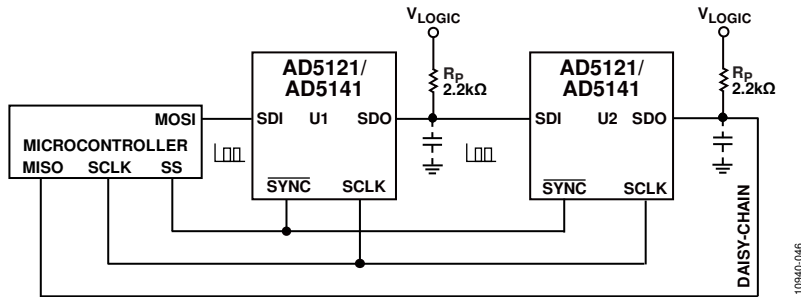 VLOGIC
VLOGIC
AD5121/
AD5141
RP
2.2kΩ
AD5121/
AD5141
RP
2.2kΩ
MOSI
SDI U1 SDO
SDI U2 SDO
MICROCONTROLLER
MISO SCLK SS
SYNC SCLK
SYNC SCLK
DAISY-CHAIN
10940-046